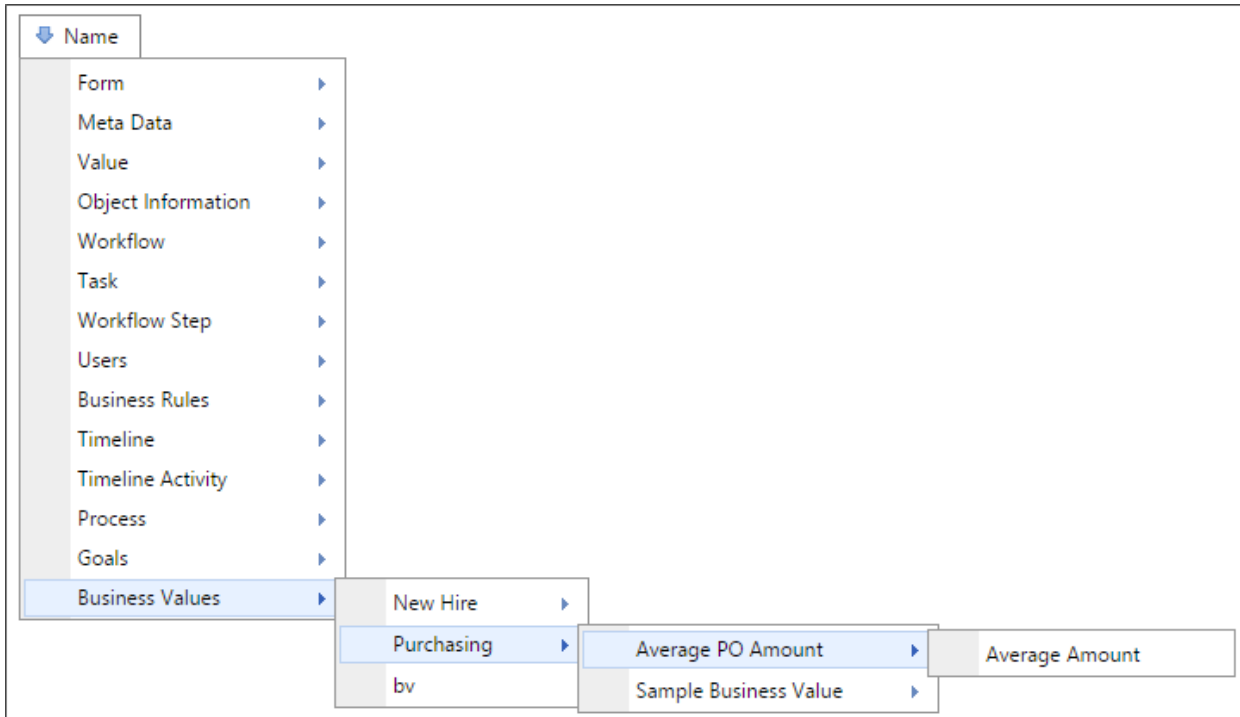 Name
Form
Meta Data
Value
Object Information
Workflow
Task
Workflow Step
Users
Business Rules
Timeline
Timeline Activity
Process
Goals
Business Values
New Hire
Purchasing
bv
Average PO Amount
Sample Business Value
Average Amount